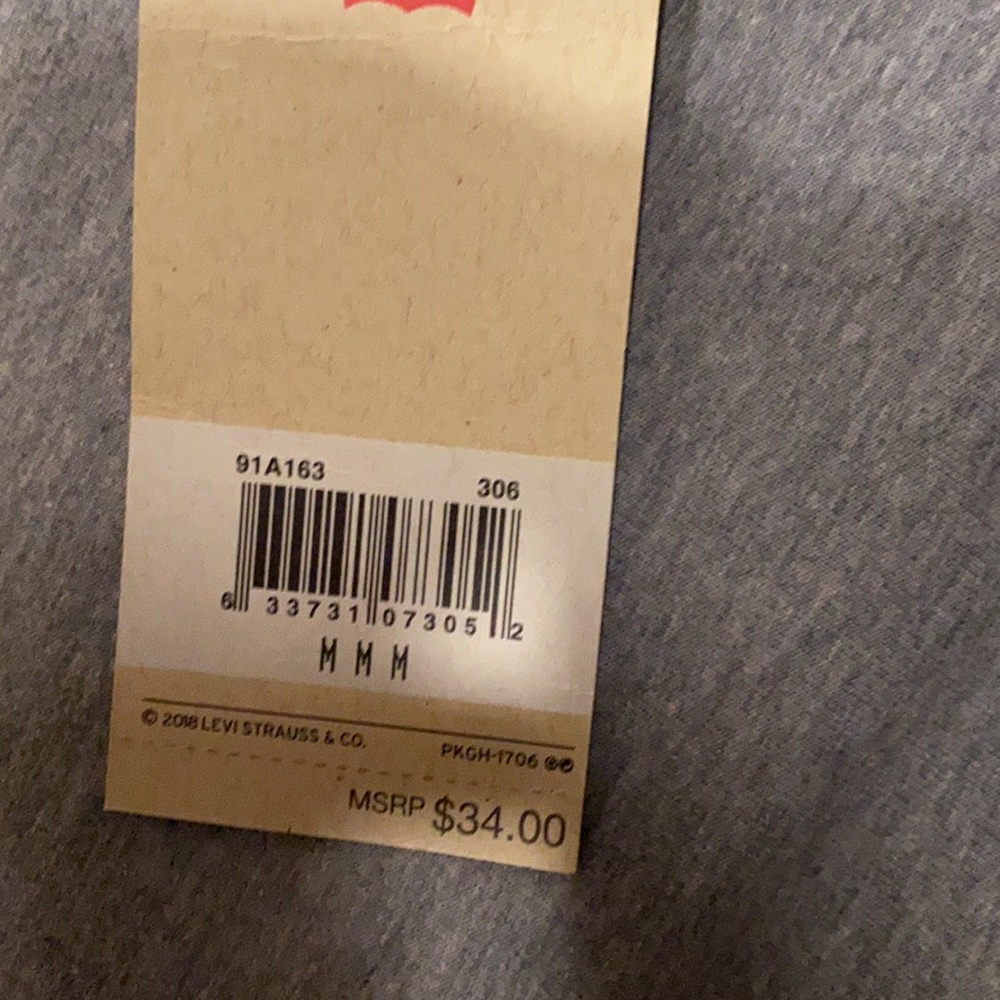 91A163 306
6 33731 07305 2
M M M
© 2018 LEVI STRAUSS & CO. PKGH-1706
MSRP $34.00